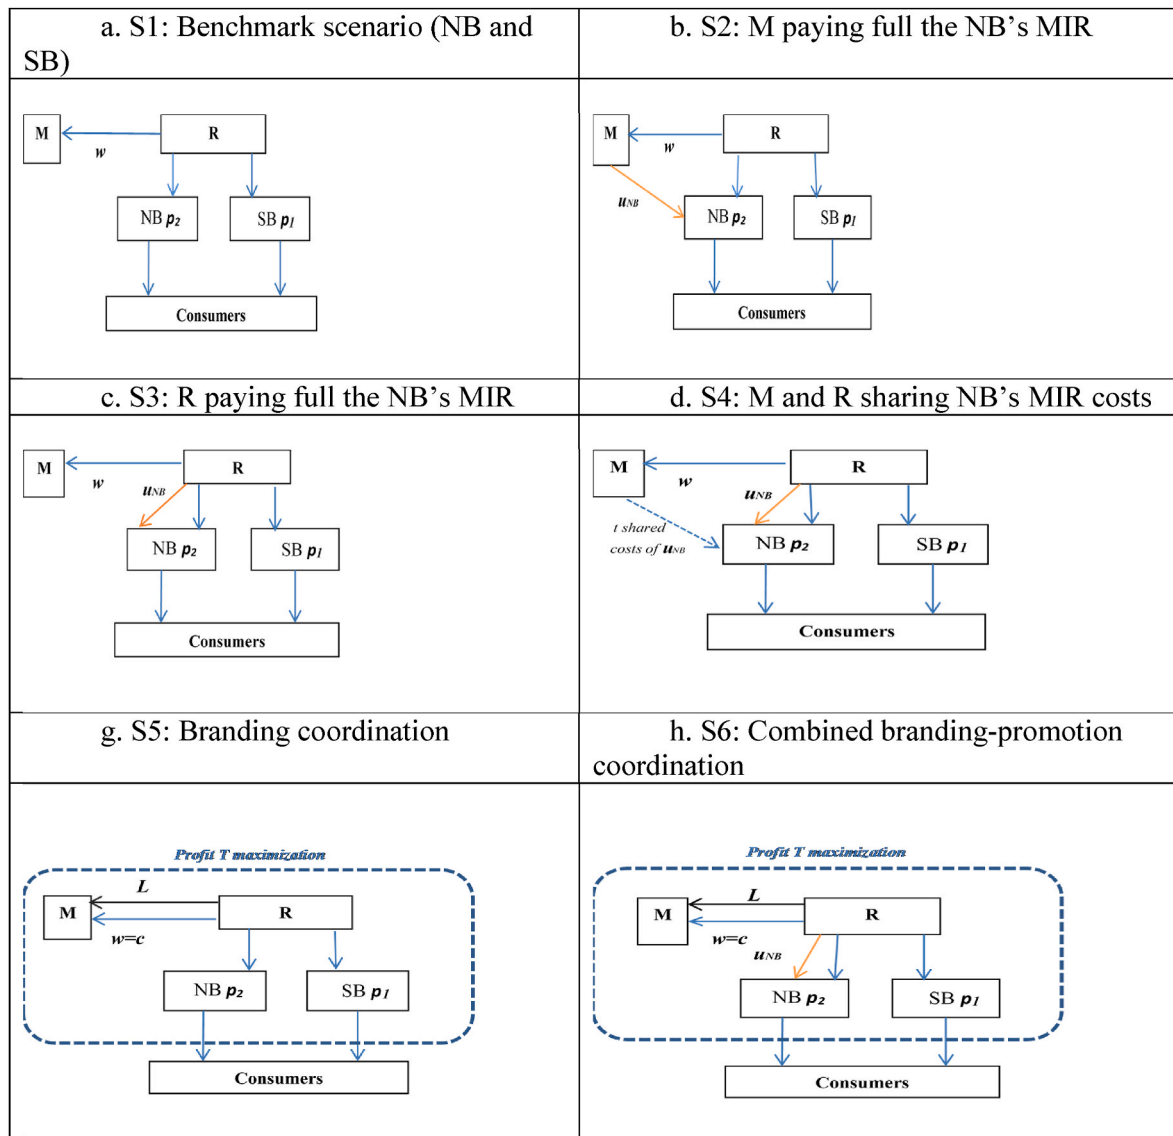 a. S1: Benchmark scenario (NB and
SB)
M
R
w
NB p2
SB p1
Consumers
b. S2: M paying full the NB's MIR
M
R
w
uNB
NB p2
SB p1
Consumers
c. S3: R paying full the NB's MIR
M
R
w
uNB
NB p2
SB p1
Consumers
d. S4: M and R sharing NB's MIR costs
M
R
w
uNB
t shared
costs of uNB
NB p2
SB p1
Consumers
g. S5: Branding coordination
Profit T maximization
L
M
R
w=c
NB p2
SB p1
Consumers
h. S6: Combined branding-promotion
coordination
Profit T maximization
L
M
R
w=c
uNB
NB p2
SB p1
Consumers